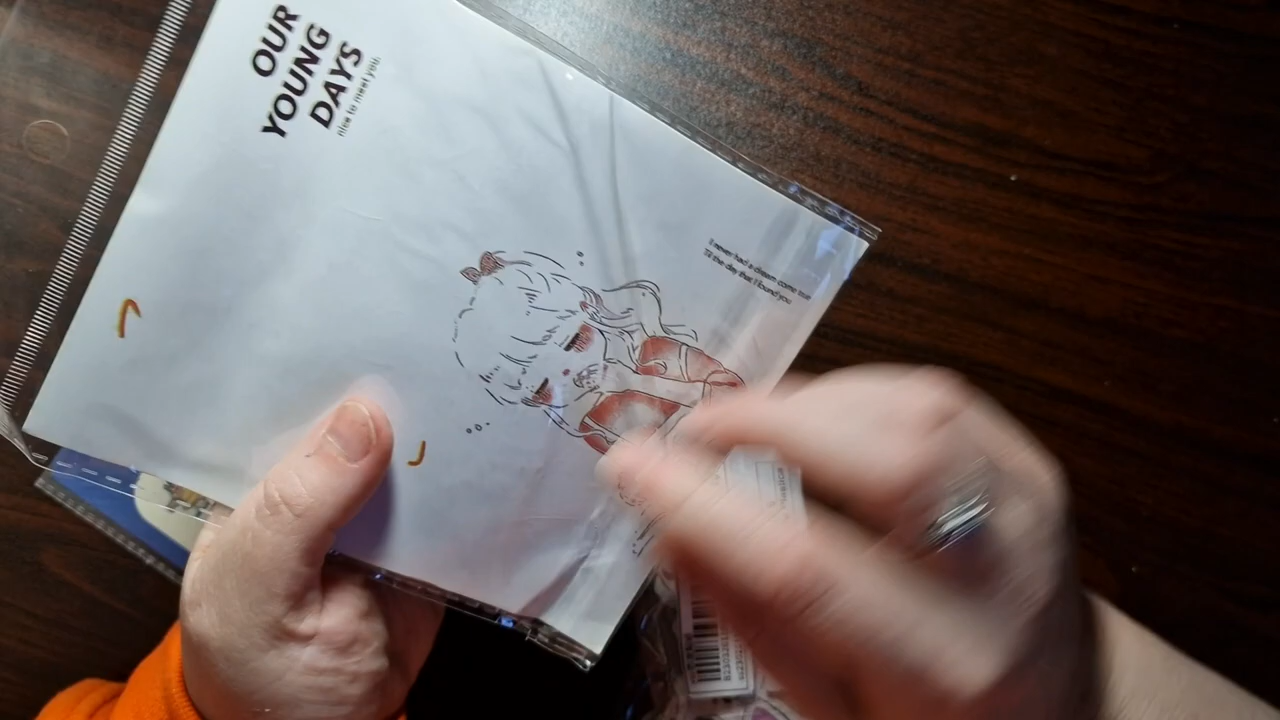 OUR
YOUNG
DAYS
nice to meet you.
I never had a dream come true
Til the day that I found you